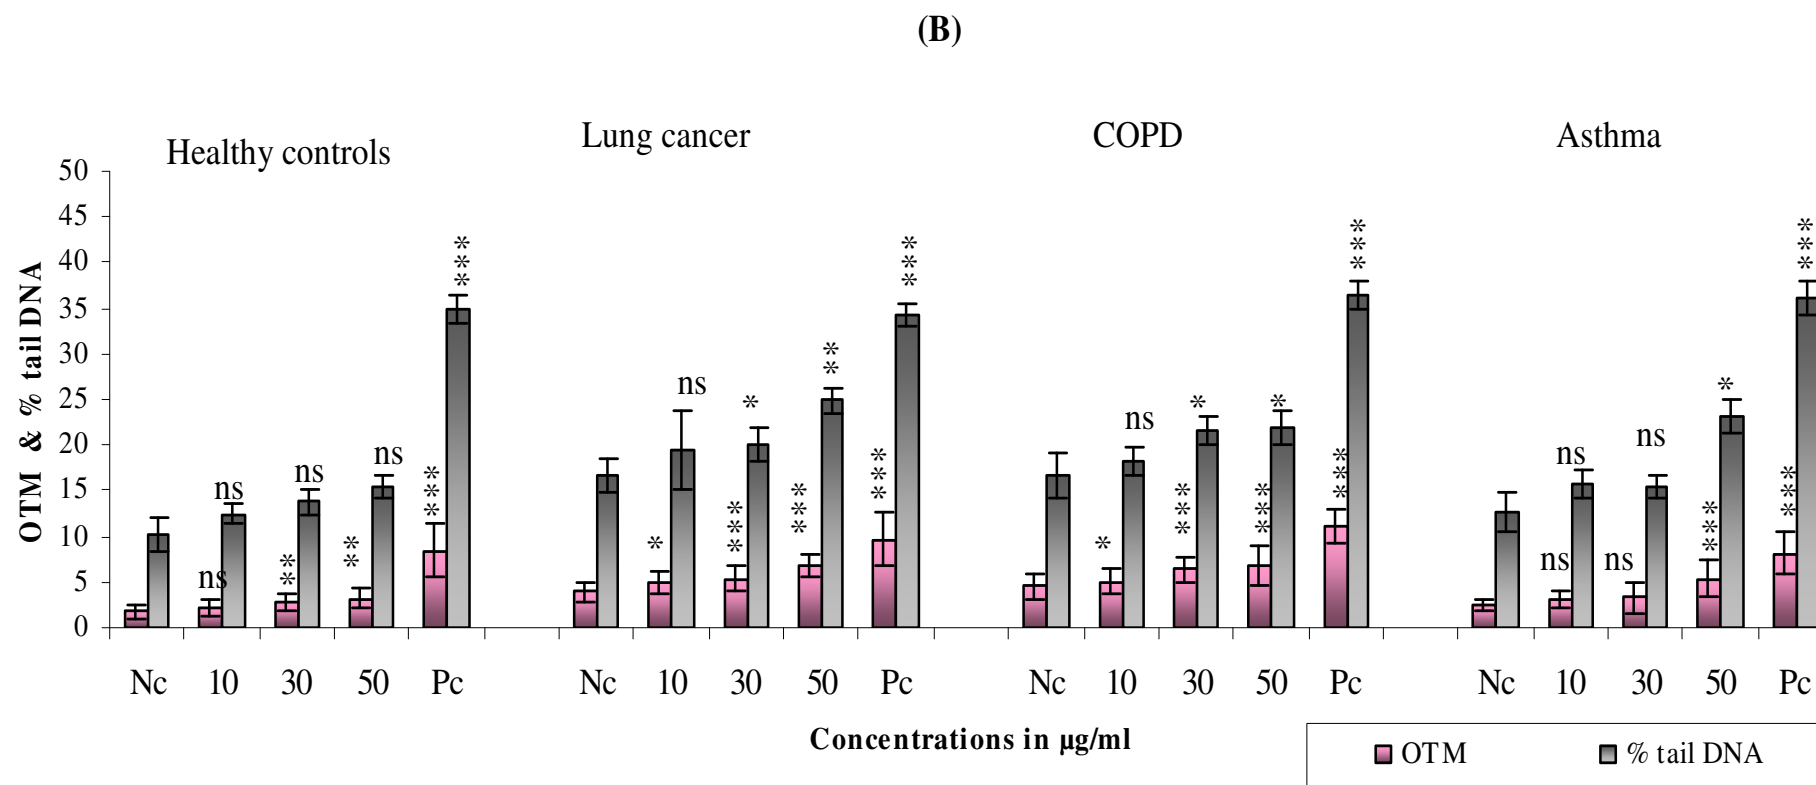 (B)
Healthy controls
Lung cancer
COPD
Asthma
OTM & % tail DNA
50
45
40
35
30
25
20
15
10
5
0
ns
ns
ns
ns
**
**
***
***
ns
*
*
***
**
***
***
***
ns
*
*
***
*
***
***
***
ns
ns
ns
ns
*
***
***
***
Nc 10 30 50 Pc Nc 10 30 50 Pc Nc 10 30 50 Pc Nc 10 30 50 Pc
Concentrations in µg/ml
OTM % tail DNA